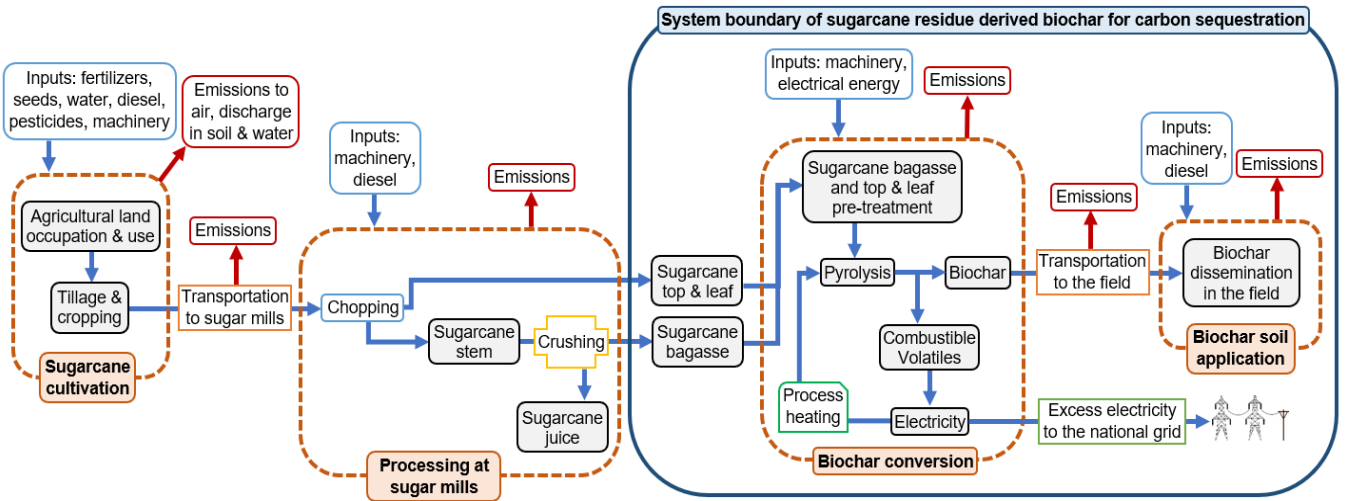 System boundary of sugarcane residue derived biochar for carbon sequestration
Inputs: fertilizers,
seeds, water, diesel,
pesticides, machinery
Emissions to
air, discharge
in soil & water
Agricultural land
occupation & use
Tillage &
cropping
Sugarcane
cultivation
Emissions
Transportation
to sugar mills
Inputs:
machinery,
diesel
Emissions
Chopping
Sugarcane
stem
Crushing
Sugarcane
juice
Processing at
sugar mills
Sugarcane
top & leaf
Sugarcane
bagasse
Inputs: machinery,
electrical energy
Emissions
Sugarcane bagasse
and top & leaf
pre-treatment
Pyrolysis
Biochar
Combustible
Volatiles
Process
heating
Electricity
Biochar conversion
Emissions
Transportation
to the field
Inputs:
machinery,
diesel
Emissions
Biochar
dissemination
in the field
Biochar soil
application
Excess electricity
to the national grid